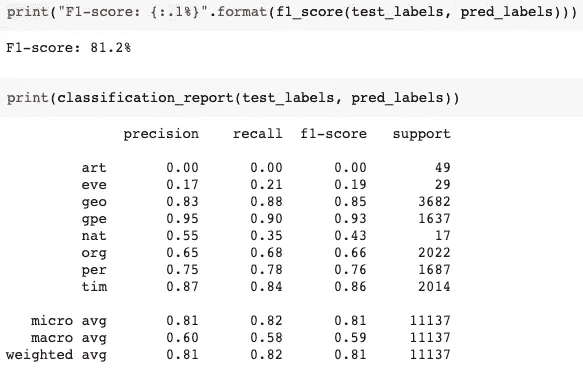 print("F1-score: {:.1%}".format(f1_score(test_labels, pred_labels)))
F1-score: 81.2%
print(classification_report(test_labels, pred_labels))
precision recall f1-score support
art 0.00 0.00 0.00 49
eve 0.17 0.21 0.19 29
geo 0.83 0.88 0.85 3682
gpe 0.95 0.90 0.93 1637
nat 0.55 0.35 0.43 17
org 0.65 0.68 0.66 2022
per 0.75 0.78 0.76 1687
tim 0.87 0.84 0.86 2014
micro avg 0.81 0.82 0.81 11137
macro avg 0.60 0.58 0.59 11137
weighted avg 0.81 0.82 0.81 11137